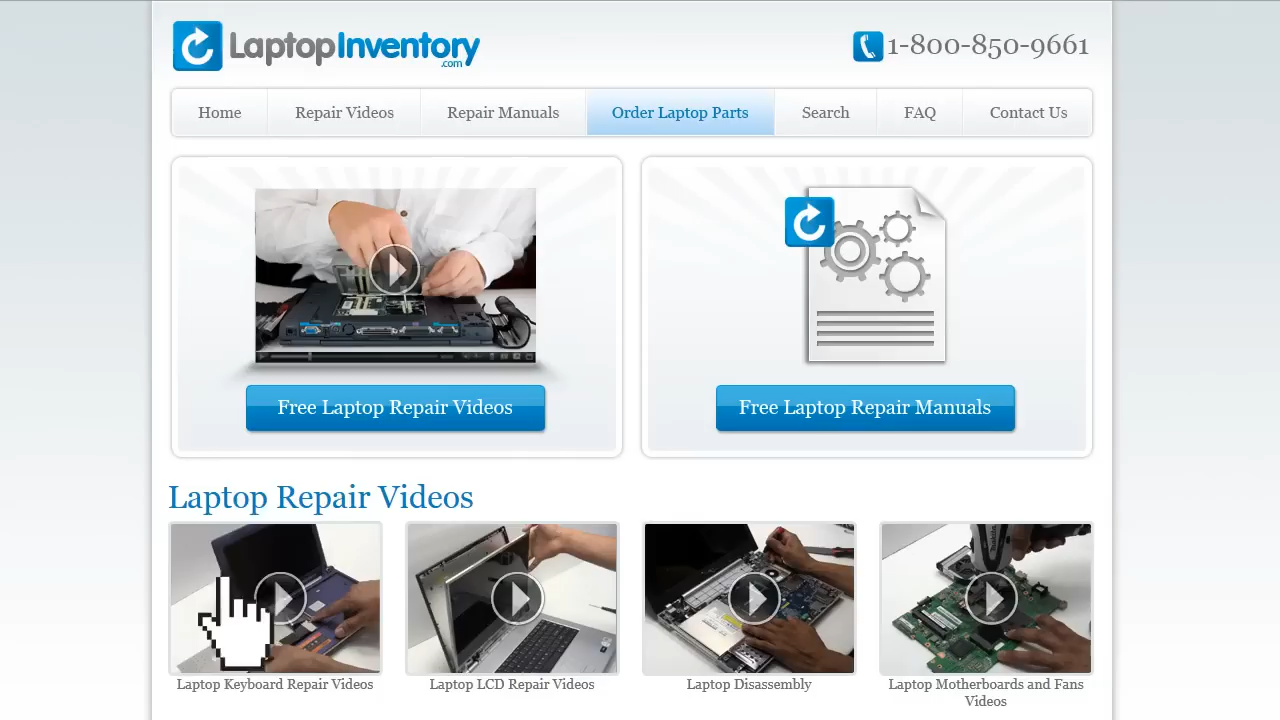 LaptopInventory
.com
1-800-850-9661
Home
Repair Videos
Repair Manuals
Order Laptop Parts
Search
FAQ
Contact Us
Free Laptop Repair Videos
Free Laptop Repair Manuals
Laptop Repair Videos
Laptop Keyboard Repair Videos
Laptop LCD Repair Videos
Laptop Disassembly
Laptop Motherboards and Fans
Videos